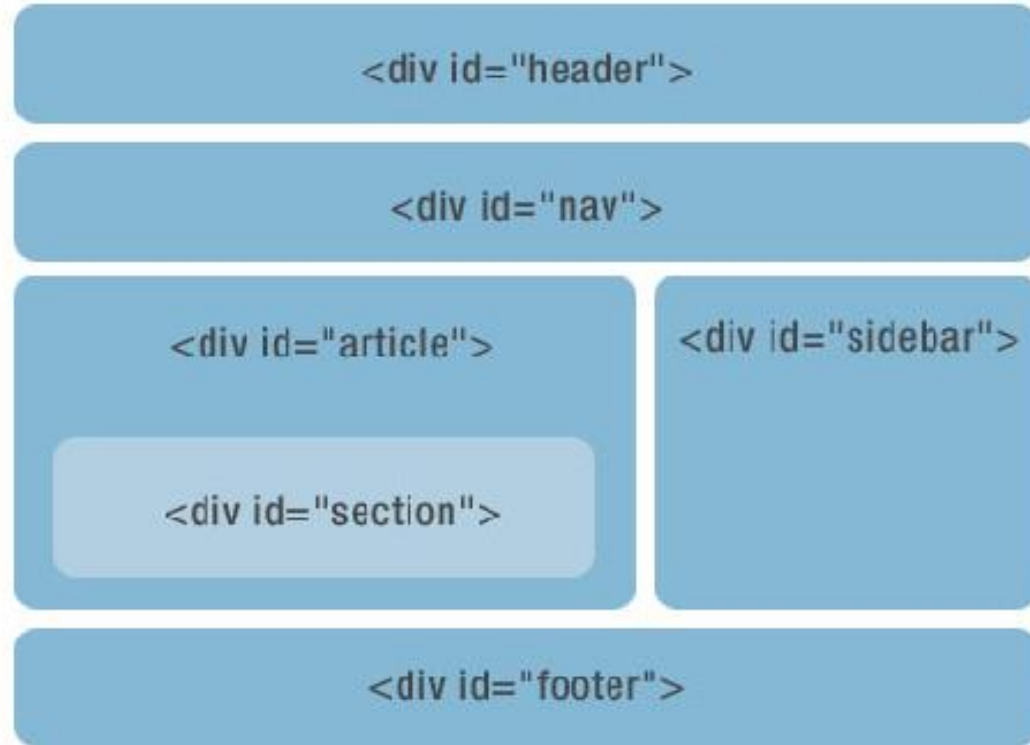 <div id="header">
<div id="nav">
<div id="article">
<div id="sidebar">
<div id="section">
<div id="footer">